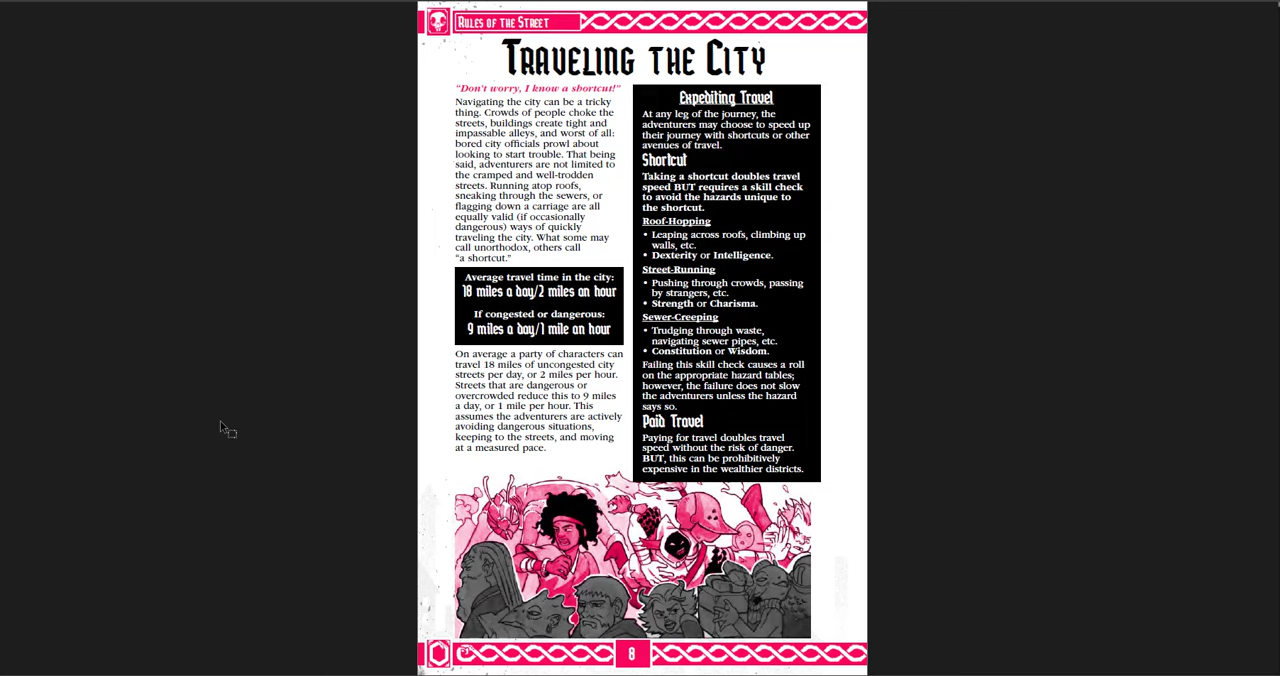 RULES OF THE STREET
TRAVELING THE CITY
"Don't worry, I know a shortcut!"
Navigating the city can be a tricky
thing. Crowds of people choke the
streets, buildings create tight and
impassable alleys, and worst of all:
bored city officials prowl about
looking to start trouble. That being
said, adventurers are not limited to
the cramped and well-trodden
streets. Running atop roofs,
sneaking through the sewers, or
flagging down a carriage are all
equally valid (if occasionally
dangerous) ways of quickly
traveling the city. What some may
call unorthodox, others call
"a shortcut."
Average travel time in the city:
18 miles a day/2 miles an hour
If congested or dangerous:
9 miles a day/1 mile an hour
On average a party of characters can
travel 18 miles of uncongested city
streets per day, or 2 miles per hour.
Streets that are dangerous or
overcrowded reduce this to 9 miles
a day, or 1 mile per hour. This
assumes the adventurers are actively
avoiding dangerous situations,
keeping to the streets, and moving
at a measured pace.
Expediting Travel
At any leg of the journey, the
adventurers may choose to speed up
their journey with shortcuts or other
avenues of travel.
Shortcut
Taking a shortcut doubles travel
speed BUT requires a skill check
to avoid the hazards unique to
the shortcut.
Roof-Hopping
• Leaping across roofs, climbing up
walls, etc.
• Dexterity or Intelligence.
Street-Running
• Pushing through crowds, passing
by strangers, etc.
• Strength or Charisma.
Sewer-Creeping
• Trudging through waste,
navigating sewer pipes, etc.
• Constitution or Wisdom.
Failing this skill check causes a roll
on the appropriate hazard tables;
however, the failure does not slow
the adventurers unless the hazard
says so.
Paid Travel
Paying for travel doubles travel
speed without the risk of danger.
BUT, this can be prohibitively
expensive in the wealthier districts.
8